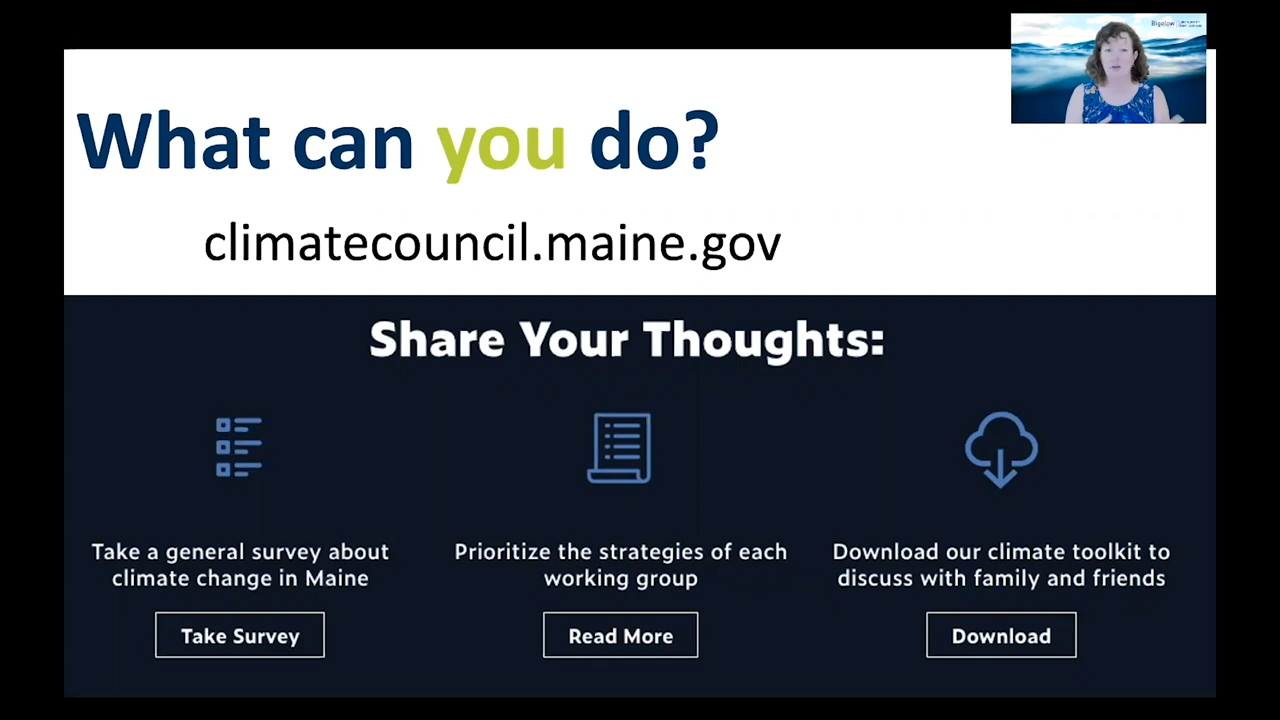 Bigelow
What can you do?
climatecouncil.maine.gov
Share Your Thoughts:
Take a general survey about
climate change in Maine
Take Survey
Prioritize the strategies of each
working group
Read More
Download our climate toolkit to
discuss with family and friends
Download